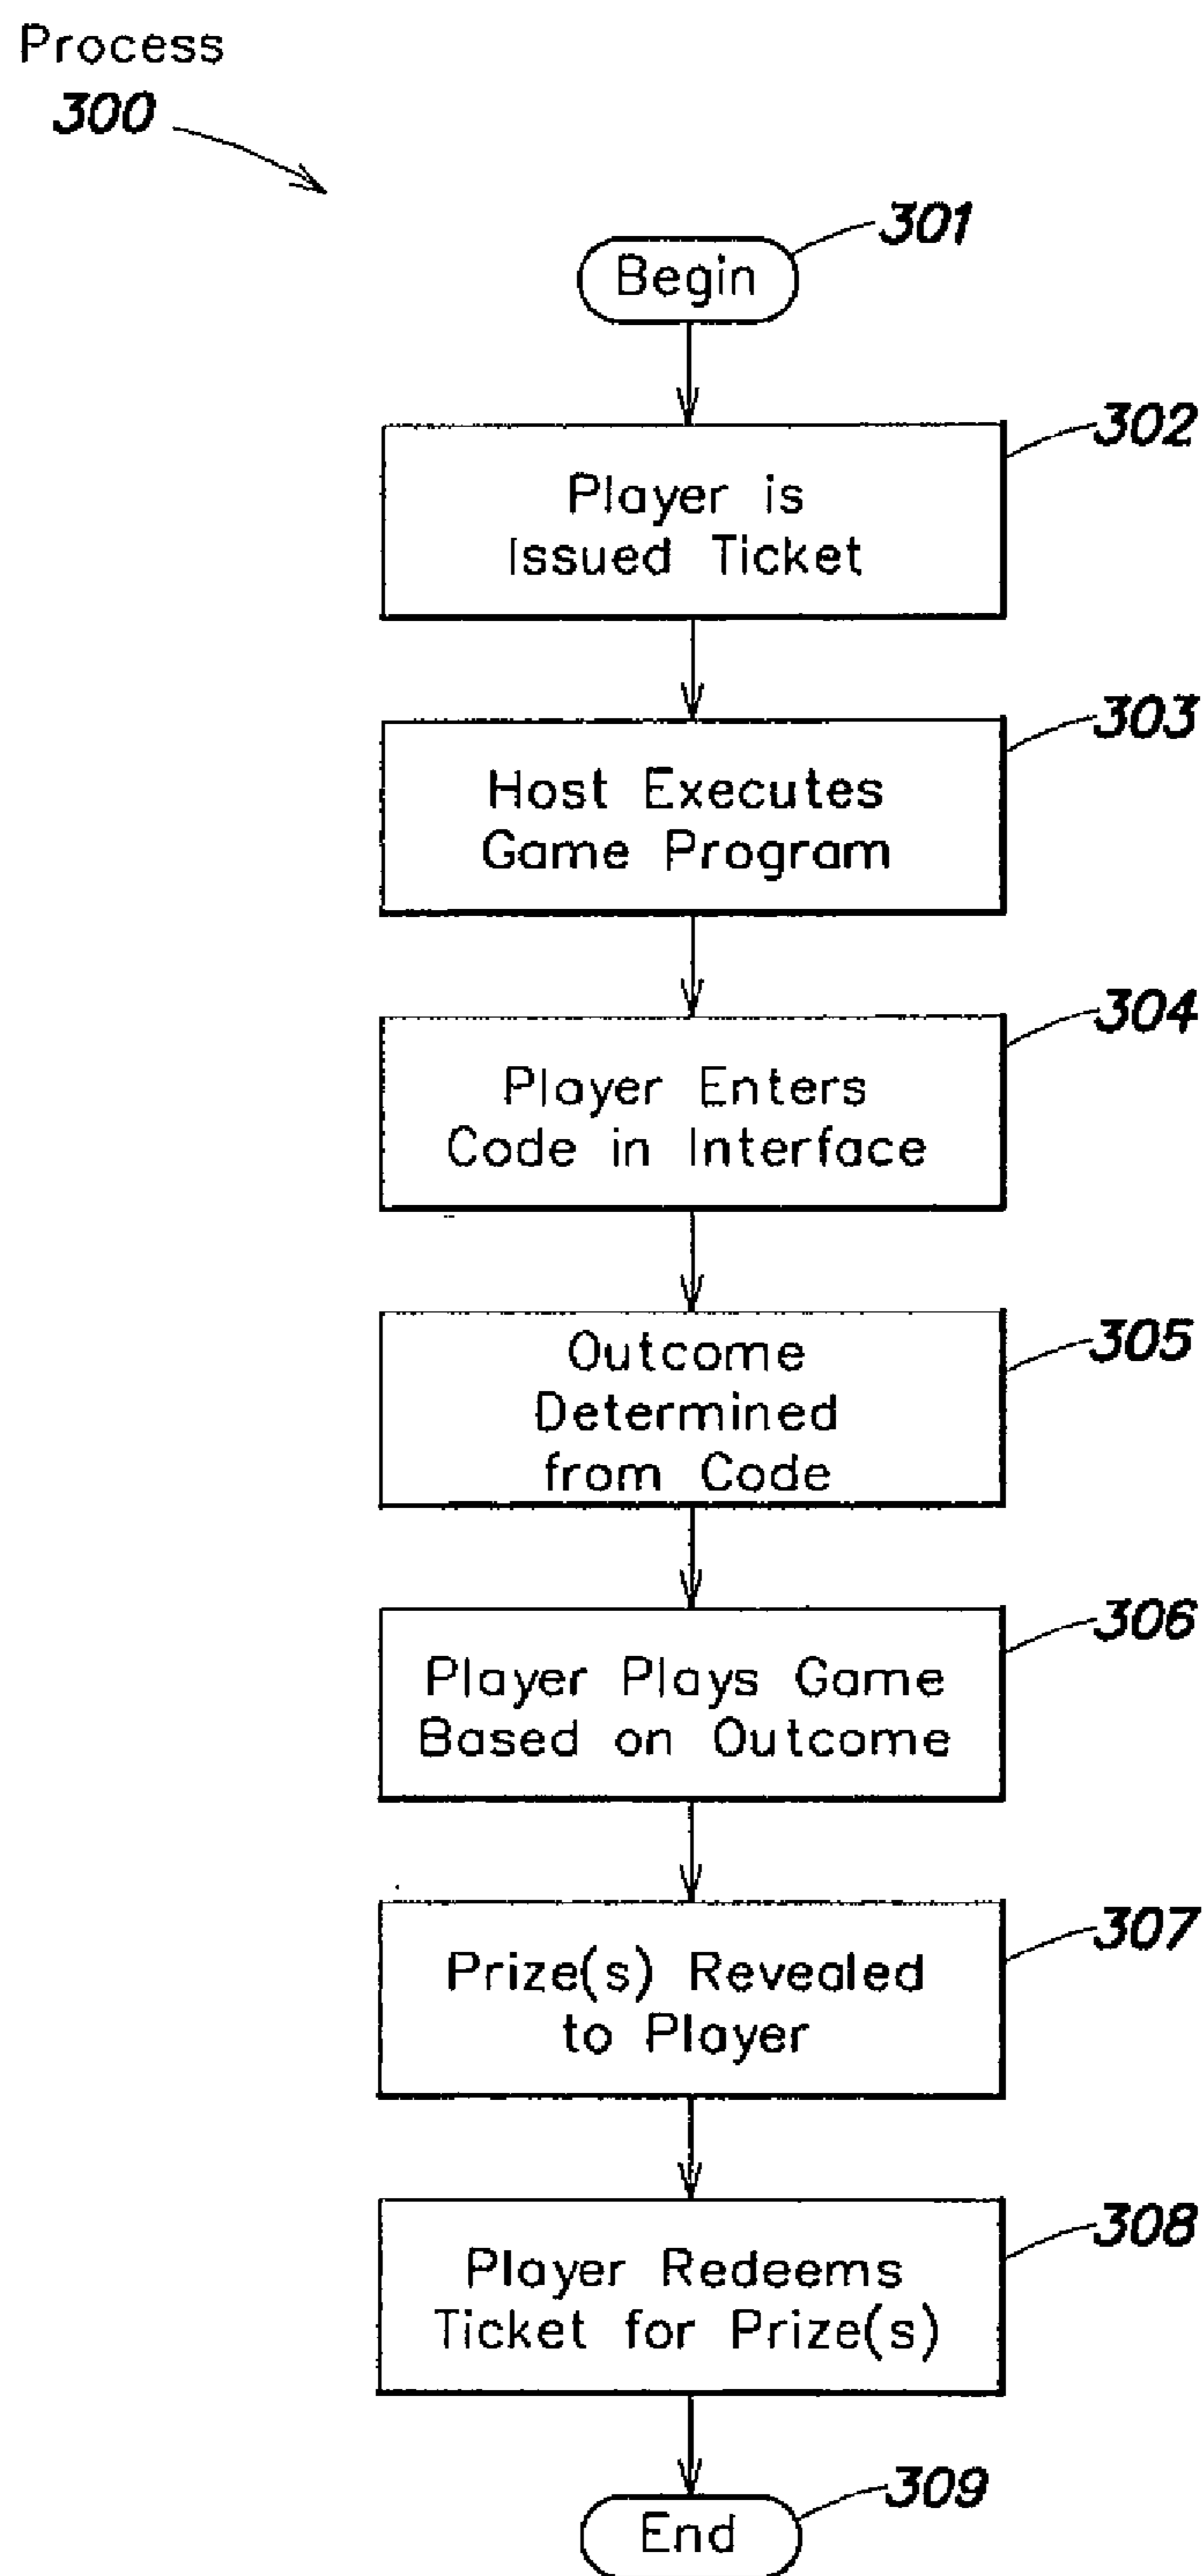 Process
300
301
Begin
302
Player is
Issued Ticket
303
Host Executes
Game Program
304
Player Enters
Code in Interface
305
Outcome
Determined
from Code
306
Player Plays Game
Based on Outcome
307
Prize(s) Revealed
to Player
308
Player Redeems
Ticket for Prize(s)
309
End